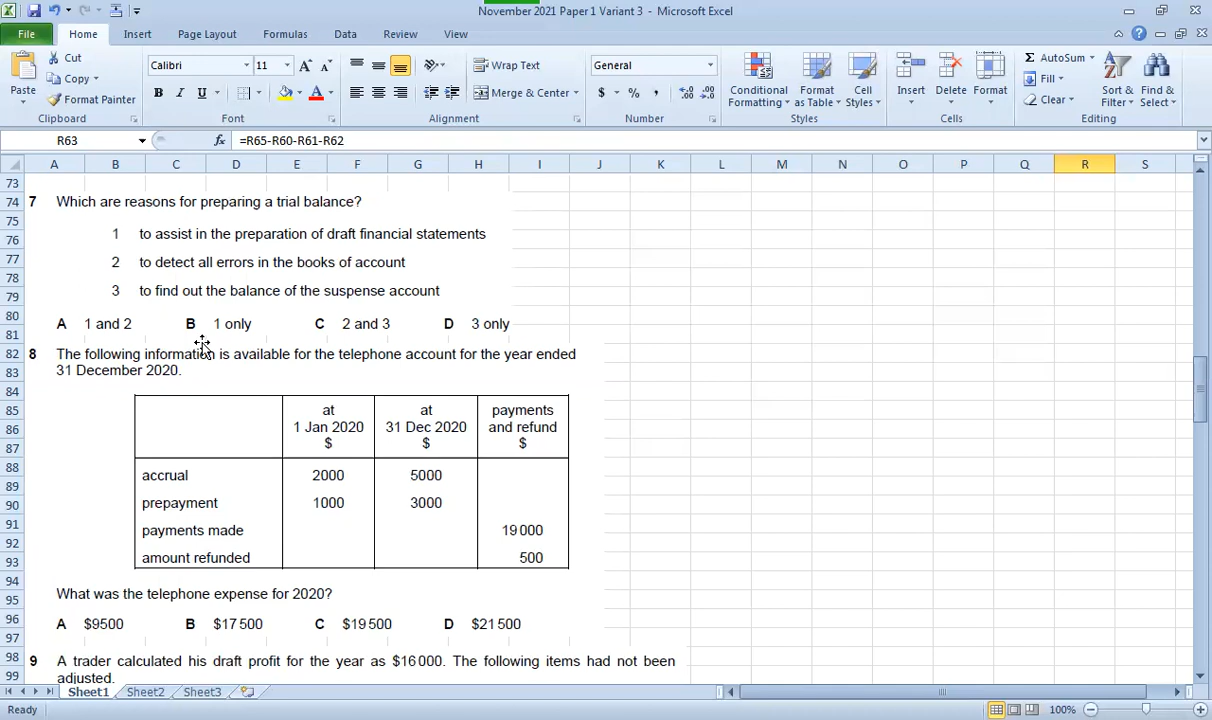 November 2021 Paper 1 Variant 3 - Microsoft Excel
File Home Insert Page Layout Formulas Data Review View
Paste
Cut
Copy
Format Painter
Clipboard
Calibri 11
B I U
Font
Wrap Text
Merge & Center
Alignment
General
$ % ,
Number
Conditional Formatting
Format as Table
Cell Styles
Styles
Insert Delete Format
Cells
AutoSum
Fill
Clear
Sort & Filter
Find & Select
Editing
R63 fx =R65-R60-R61-R62
A B C D E F G H I J K L M N O P Q R S
73
74
75
76
77
78
79
80
81
82
83
84
85
86
87
88
89
90
91
92
93
94
95
96
97
98
99
7 Which are reasons for preparing a trial balance?
1 to assist in the preparation of draft financial statements
2 to detect all errors in the books of account
3 to find out the balance of the suspense account
A 1 and 2 B 1 only C 2 and 3 D 3 only
8 The following information is available for the telephone account for the year ended
31 December 2020.
at 1 Jan 2020 $
at 31 Dec 2020 $
payments and refund $
accrual 2000 5000
prepayment 1000 3000
payments made 19 000
amount refunded 500
What was the telephone expense for 2020?
A $9500 B $17 500 C $19 500 D $21 500
9 A trader calculated his draft profit for the year as $16 000. The following items had not been
adjusted.
Sheet1 Sheet2 Sheet3
Ready
100%